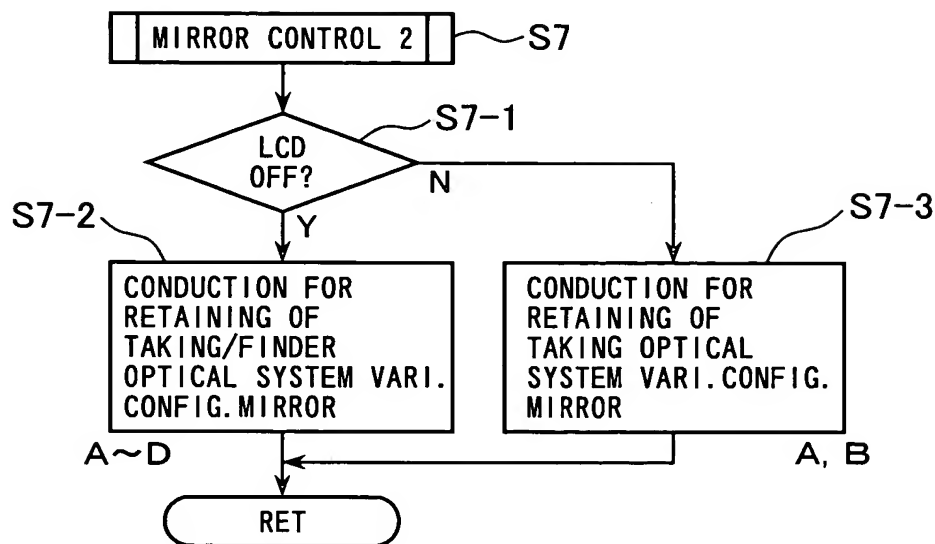 MIRROR CONTROL 2
S7
S7-1
LCD
OFF?
N
Y
S7-2
S7-3
CONDUCTION FOR
RETAINING OF
TAKING/FINDER
OPTICAL SYSTEM VARI.
CONFIG.MIRROR
CONDUCTION FOR
RETAINING OF
TAKING OPTICAL
SYSTEM VARI.CONFIG.
MIRROR
A~D
A, B
RET